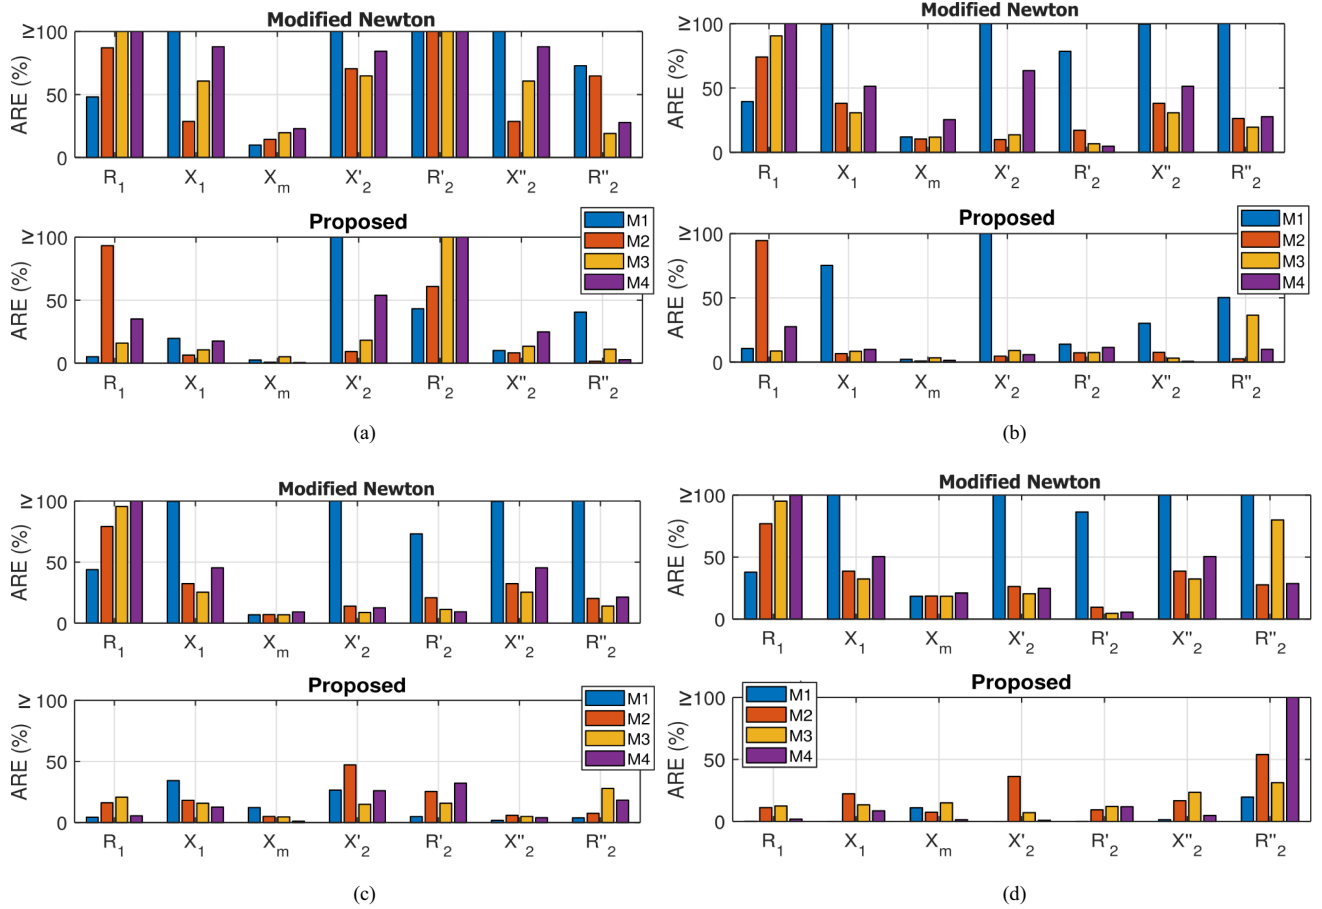 Modified Newton
≥ 100
50
0
ARE (%)
R1 X1 Xm X'2 R'2 X''2 R''2
Proposed
≥ 100
50
0
ARE (%)
M1
M2
M3
M4
R1 X1 Xm X'2 R'2 X''2 R''2
(a)
Modified Newton
≥ 100
50
0
ARE (%)
R1 X1 Xm X'2 R'2 X''2 R''2
Proposed
≥ 100
50
0
ARE (%)
M1
M2
M3
M4
R1 X1 Xm X'2 R'2 X''2 R''2
(b)
Modified Newton
≥ 100
50
0
ARE (%)
R1 X1 Xm X'2 R'2 X''2 R''2
Proposed
≥ 100
50
0
ARE (%)
M1
M2
M3
M4
R1 X1 Xm X'2 R'2 X''2 R''2
(c)
Modified Newton
≥ 100
50
0
ARE (%)
R1 X1 Xm X'2 R'2 X''2 R''2
Proposed
≥ 100
50
0
ARE (%)
M1
M2
M3
M4
R1 X1 Xm X'2 R'2 X''2 R''2
(d)